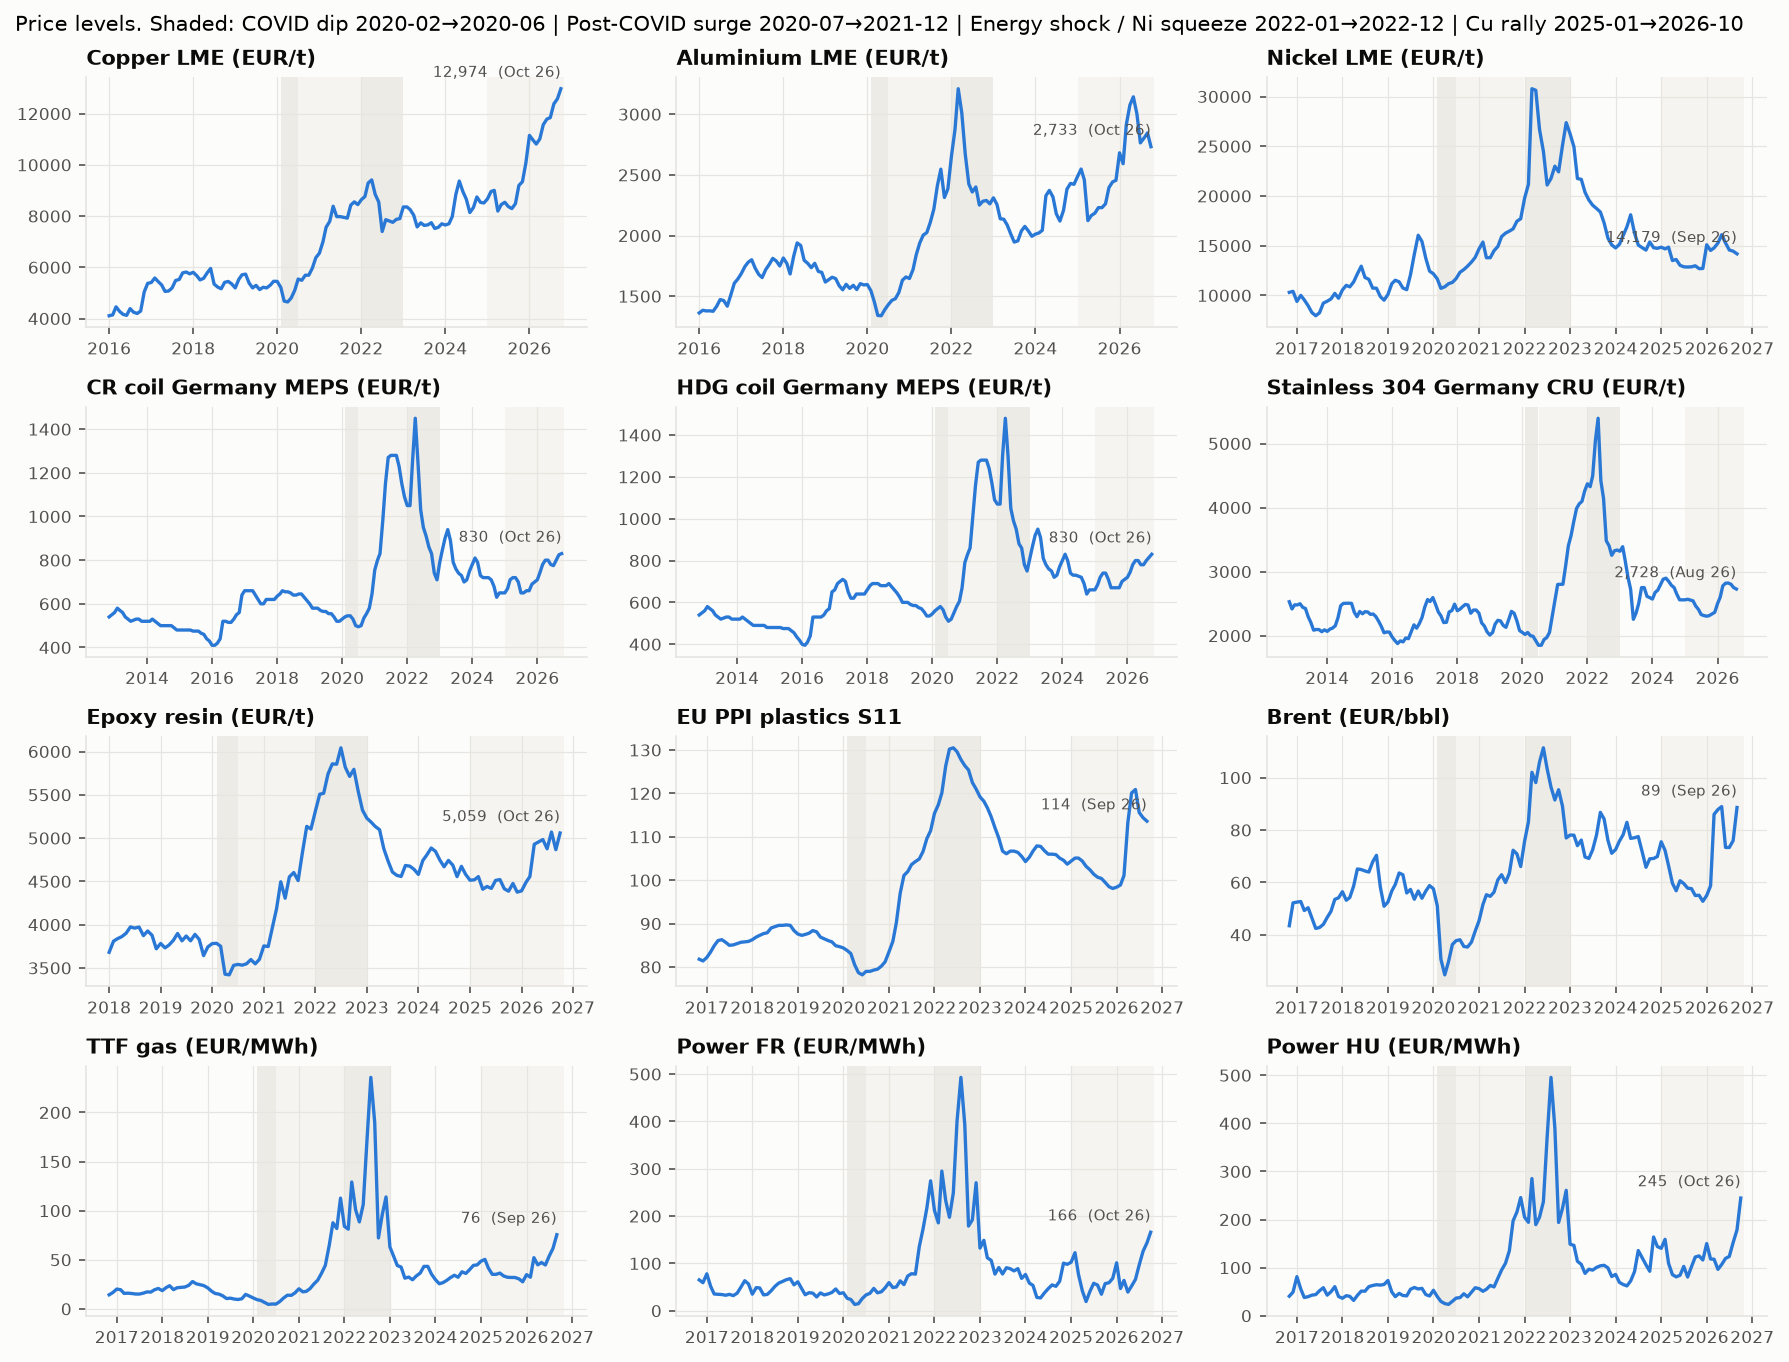 Price levels. Shaded: COVID dip 2020-02→2020-06 | Post-COVID surge 2020-07→2021-12 | Energy shock / Ni squeeze 2022-01→2022-12 | Cu rally 2025-01→2026-10
Copper LME (EUR/t)
12,974 (Oct 26)
12000
10000
8000
6000
4000
2016 2018 2020 2022 2024 2026
Aluminium LME (EUR/t)
2,733 (Oct 26)
3000
2500
2000
1500
2016 2018 2020 2022 2024 2026
Nickel LME (EUR/t)
14,179 (Sep 26)
30000
25000
20000
15000
10000
2017 2018 2019 2020 2021 2022 2023 2024 2025 2026 2027
CR coil Germany MEPS (EUR/t)
830 (Oct 26)
1400
1200
1000
800
600
400
2014 2016 2018 2020 2022 2024 2026
HDG coil Germany MEPS (EUR/t)
830 (Oct 26)
1400
1200
1000
800
600
400
2014 2016 2018 2020 2022 2024 2026
Stainless 304 Germany CRU (EUR/t)
2,728 (Aug 26)
5000
4000
3000
2000
2014 2016 2018 2020 2022 2024 2026
Epoxy resin (EUR/t)
5,059 (Oct 26)
6000
5500
5000
4500
4000
3500
2018 2019 2020 2021 2022 2023 2024 2025 2026 2027
EU PPI plastics S11
114 (Sep 26)
130
120
110
100
90
80
2017 2018 2019 2020 2021 2022 2023 2024 2025 2026 2027
Brent (EUR/bbl)
89 (Sep 26)
100
80
60
40
2017 2018 2019 2020 2021 2022 2023 2024 2025 2026 2027
TTF gas (EUR/MWh)
76 (Sep 26)
200
150
100
50
0
2017 2018 2019 2020 2021 2022 2023 2024 2025 2026 2027
Power FR (EUR/MWh)
166 (Oct 26)
500
400
300
200
100
0
2017 2018 2019 2020 2021 2022 2023 2024 2025 2026 2027
Power HU (EUR/MWh)
245 (Oct 26)
500
400
300
200
100
0
2017 2018 2019 2020 2021 2022 2023 2024 2025 2026 2027